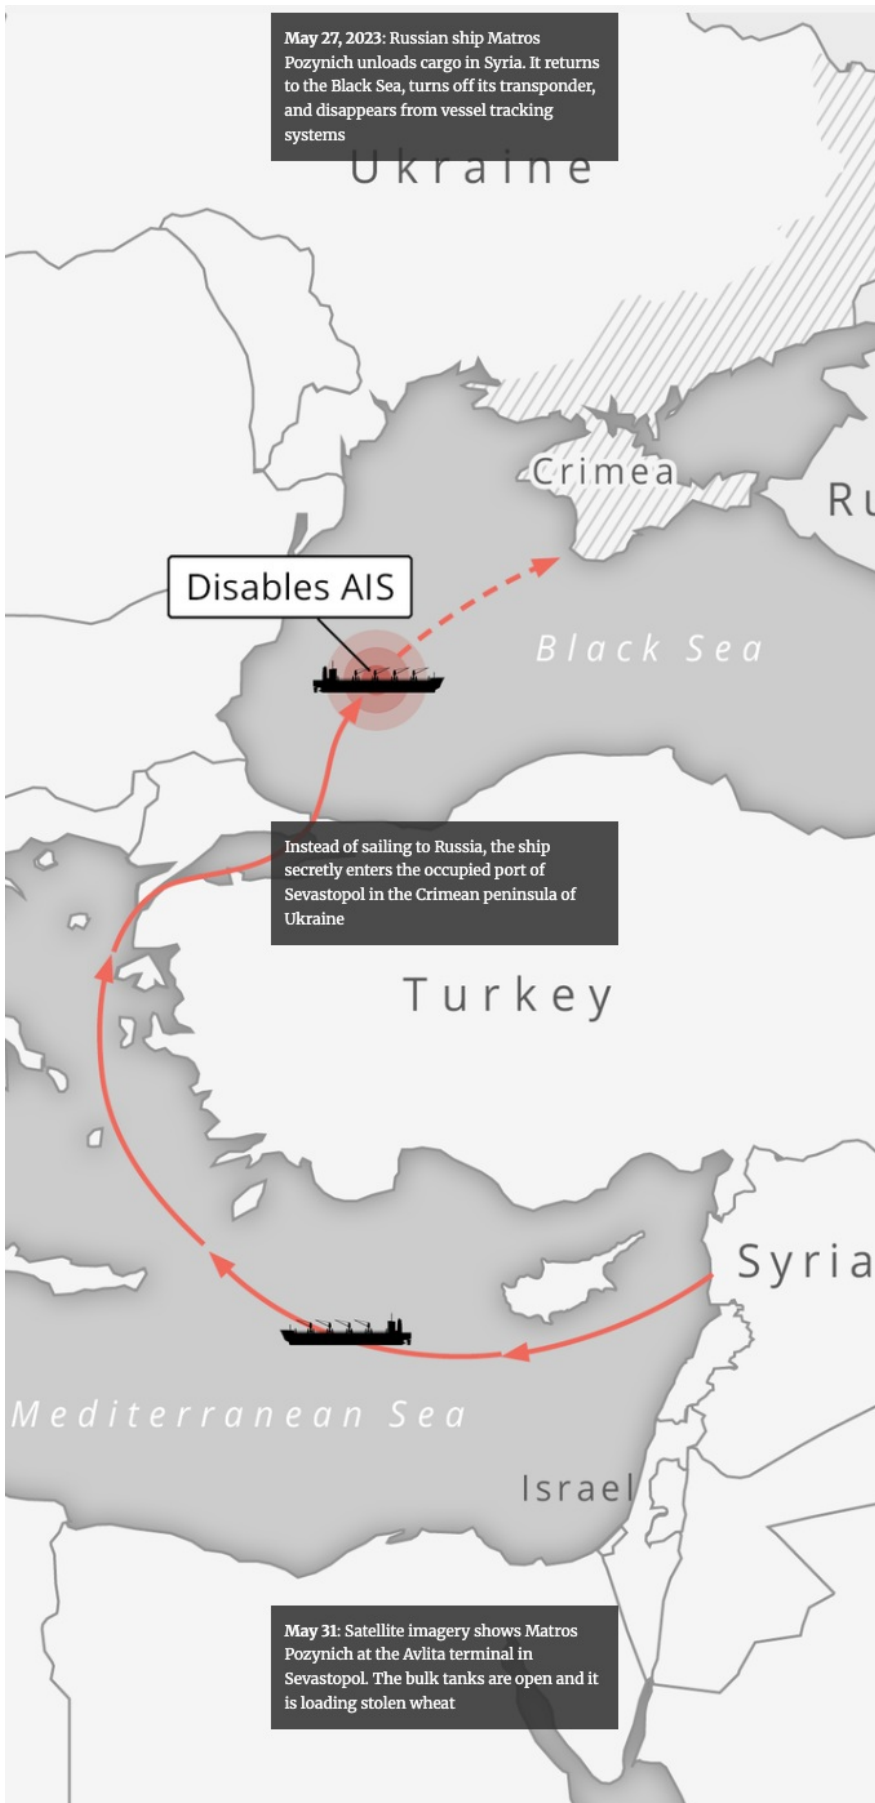 May 27, 2023: Russian ship Matros
Pozynich unloads cargo in Syria. It returns
to the Black Sea, turns off its transponder,
and disappears from vessel tracking
systems
Ukraine
Crimea
Ru
Disables AIS
Black Sea
Instead of sailing to Russia, the ship
secretly enters the occupied port of
Sevastopol in the Crimean peninsula of
Ukraine
Turkey
Syria
Mediterranean Sea
Israel
May 31: Satellite imagery shows Matros
Pozynich at the Avlita terminal in
Sevastopol. The bulk tanks are open and it
is loading stolen wheat